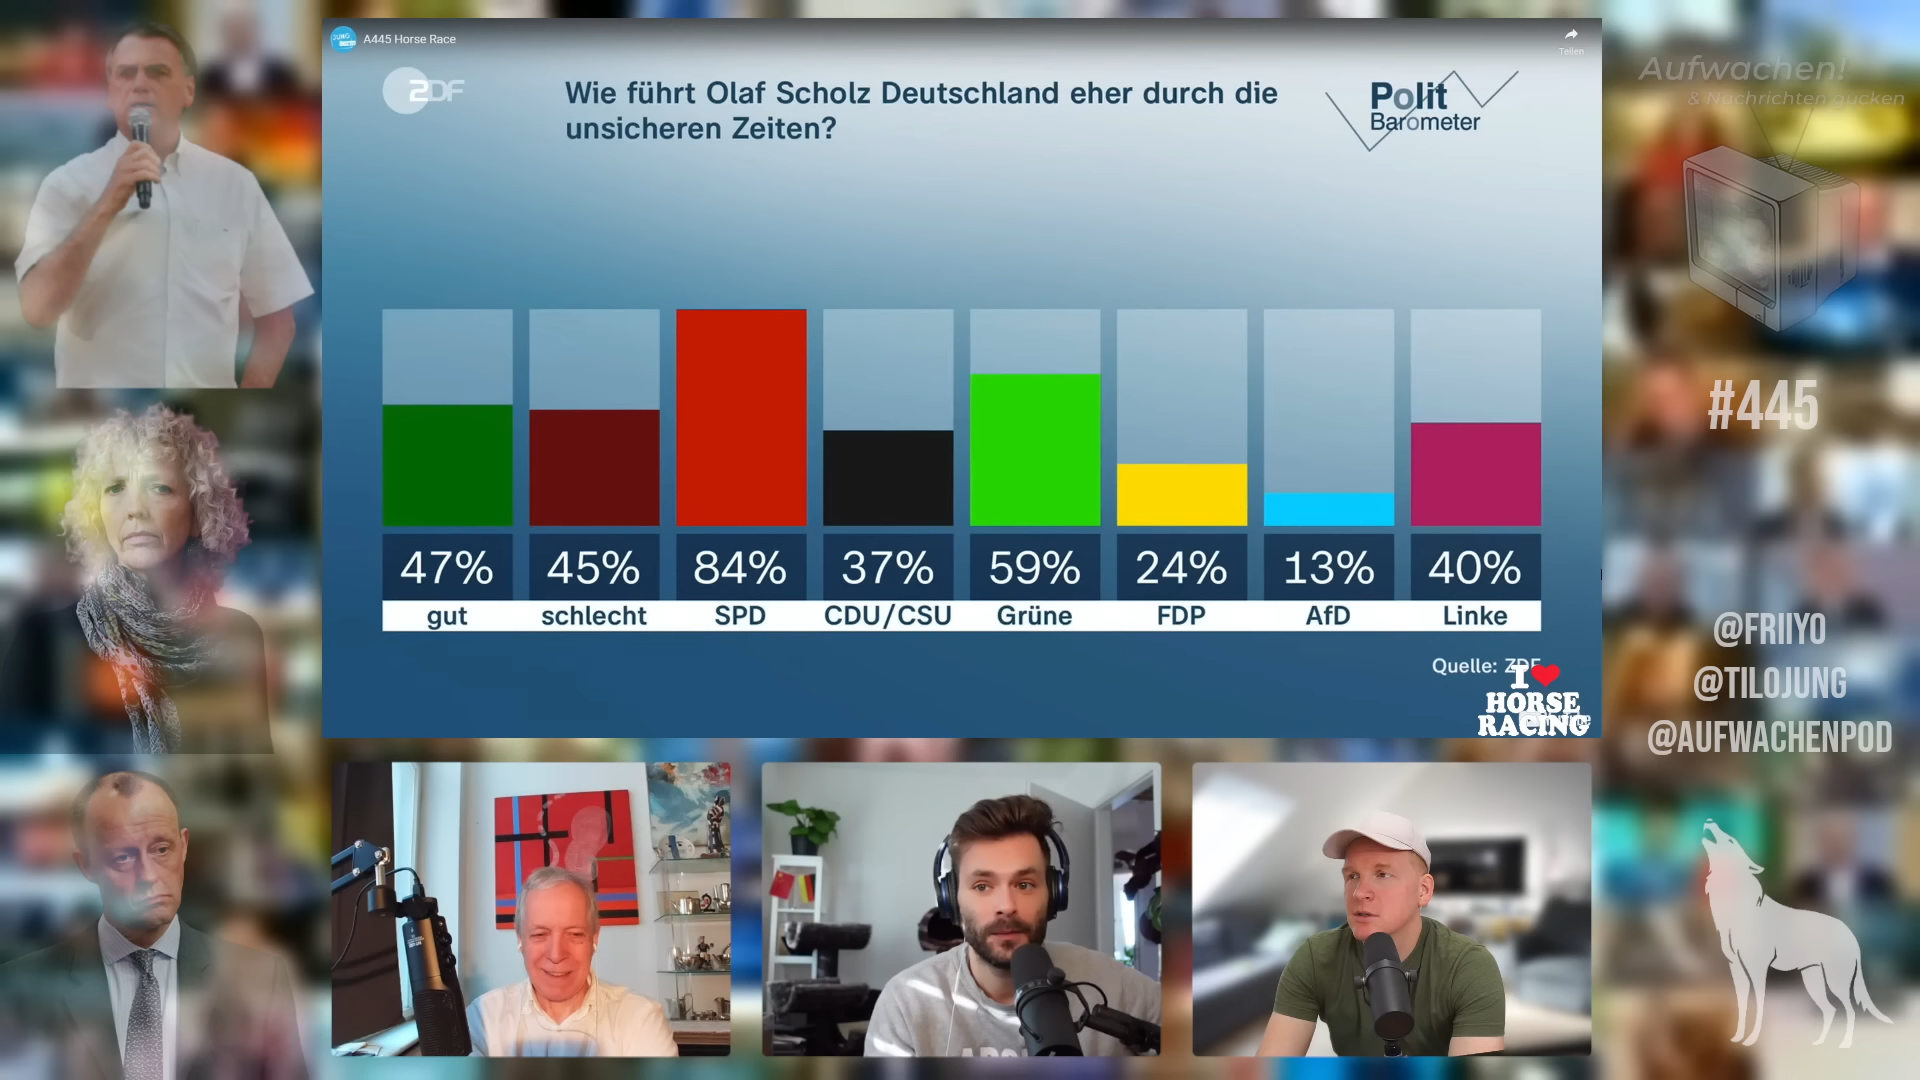 A445 Horse Race
Teilen
ZDF
Wie führt Olaf Scholz Deutschland eher durch die
unsicheren Zeiten?
Polit
Barometer
Aufwachen!
& Nachrichten gucken
47%
45%
84%
37%
59%
24%
13%
40%
gut
schlecht
SPD
CDU/CSU
Grüne
FDP
AfD
Linke
Quelle: ZDF
I
HORSE
RACING
#445
@FRIIYO
@TILOJUNG
@AUFWACHENPOD